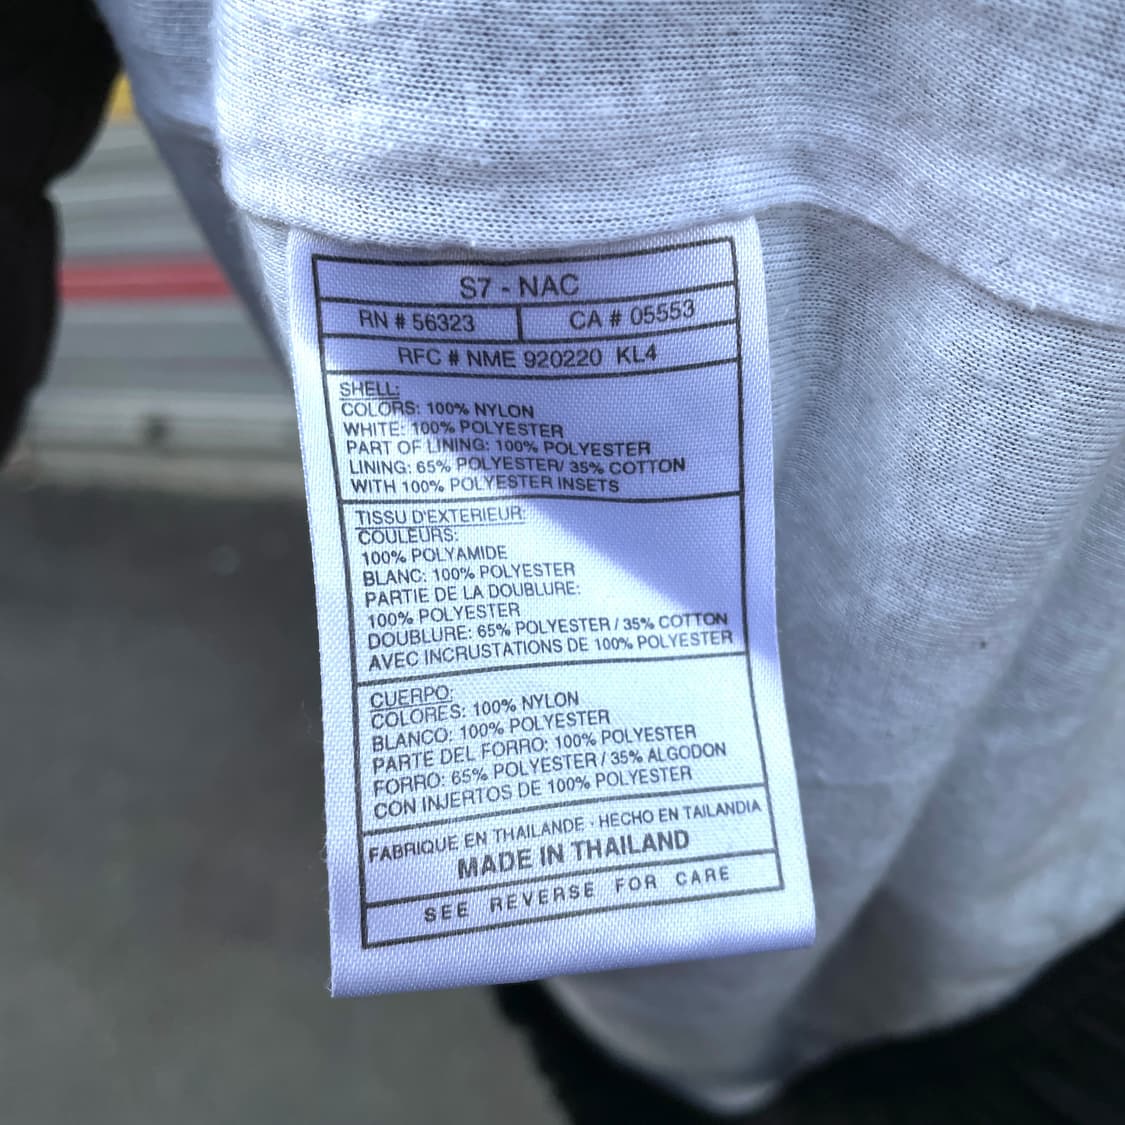 S7 - NAC
RN # 56323 CA # 05553
RFC # NME 920220 KL4
SHELL:
COLORS: 100% NYLON
WHITE: 100% POLYESTER
PART OF LINING: 100% POLYESTER
LINING: 65% POLYESTER/ 35% COTTON
WITH 100% POLYESTER INSETS
TISSU D'EXTERIEUR:
COULEURS:
100% POLYAMIDE
BLANC: 100% POLYESTER
PARTIE DE LA DOUBLURE:
100% POLYESTER
DOUBLURE: 65% POLYESTER / 35% COTTON
AVEC INCRUSTATIONS DE 100% POLYESTER
CUERPO:
COLORES: 100% NYLON
BLANCO: 100% POLYESTER
PARTE DEL FORRO: 100% POLYESTER
FORRO: 65% POLYESTER / 35% ALGODON
CON INJERTOS DE 100% POLYESTER
FABRIQUE EN THAILANDE · HECHO EN TAILANDIA
MADE IN THAILAND
SEE REVERSE FOR CARE